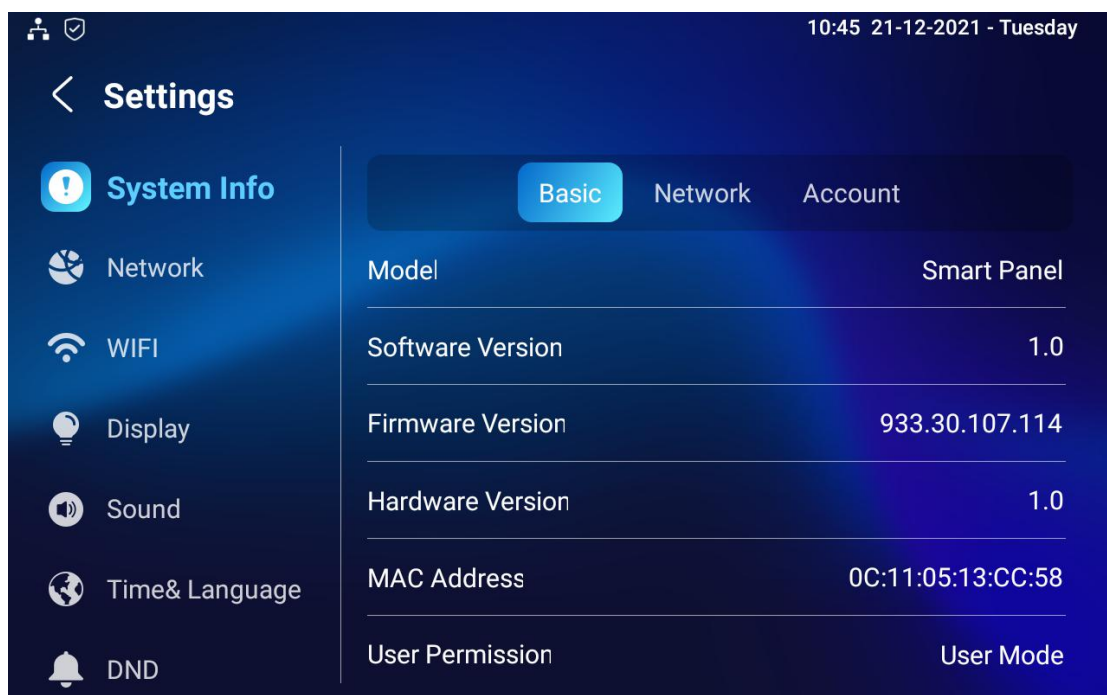 10:45 21-12-2021 - Tuesday
Settings
System Info
Network
WIFI
Display
Sound
Time& Language
DND
Basic Network Account
Model Smart Panel
Software Version 1.0
Firmware Version 933.30.107.114
Hardware Version 1.0
MAC Address 0C:11:05:13:CC:58
User Permission User Mode